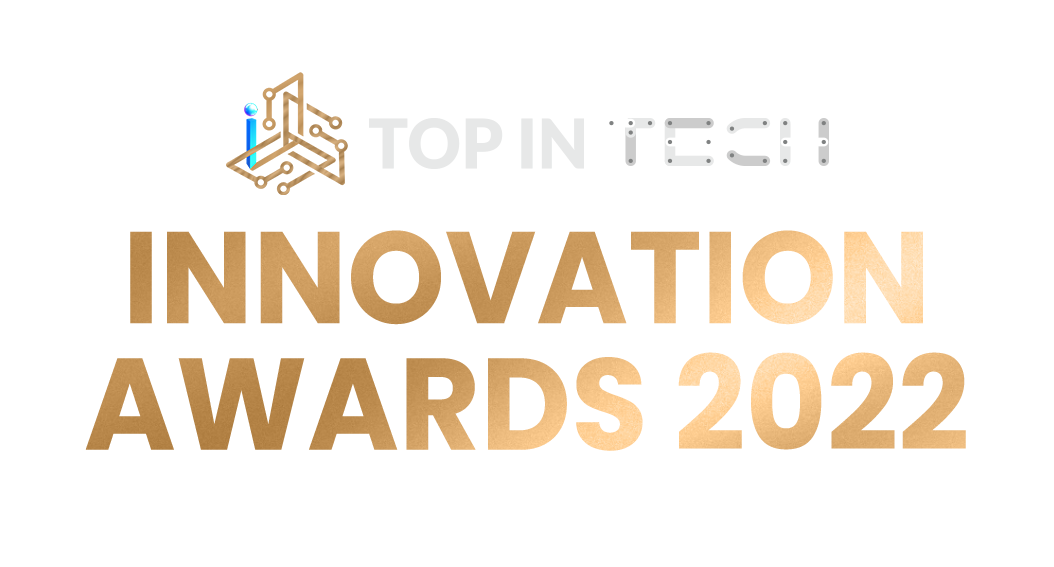 TOP IN TECH
INNOVATION
AWARDS 2022